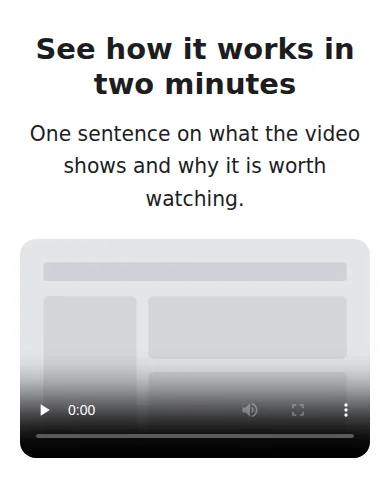 See how it works in
two minutes
One sentence on what the video
shows and why it is worth
watching.
0:00